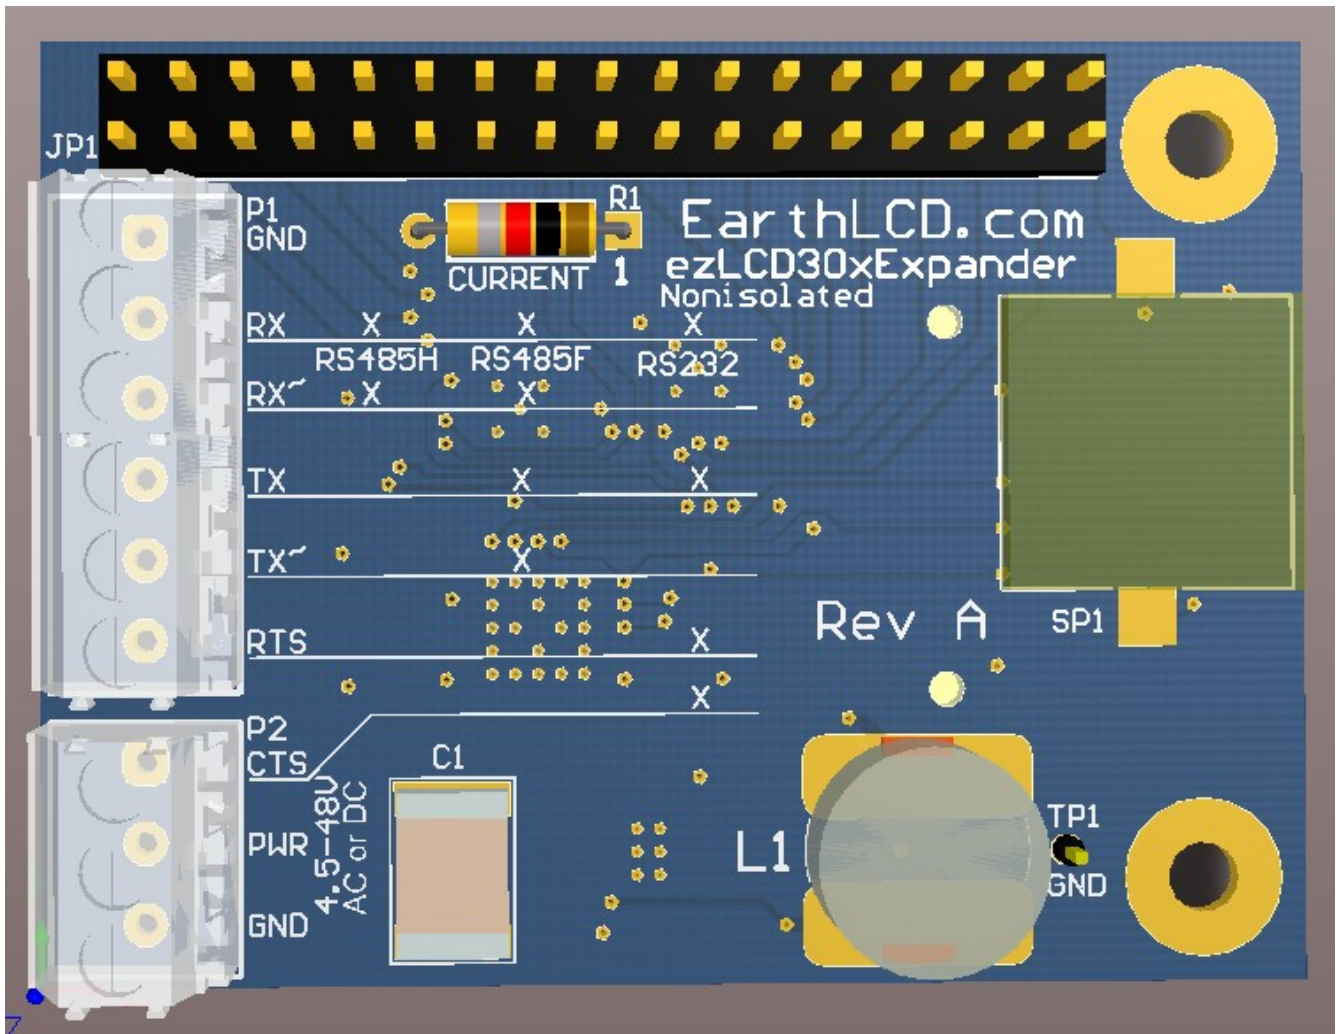 JP1
P1
GND
R1
1
CURRENT
EarthLCD.com
ezLCD30xExpander
Nonisolated
RX X X X
RS485H RS485F RS232
RX~ X X
TX X X
TX~ X
RTS X
X
Rev A
SP1
P2
CTS
PWR
GND
4.5-48V
AC or DC
C1
L1
TP1
GND